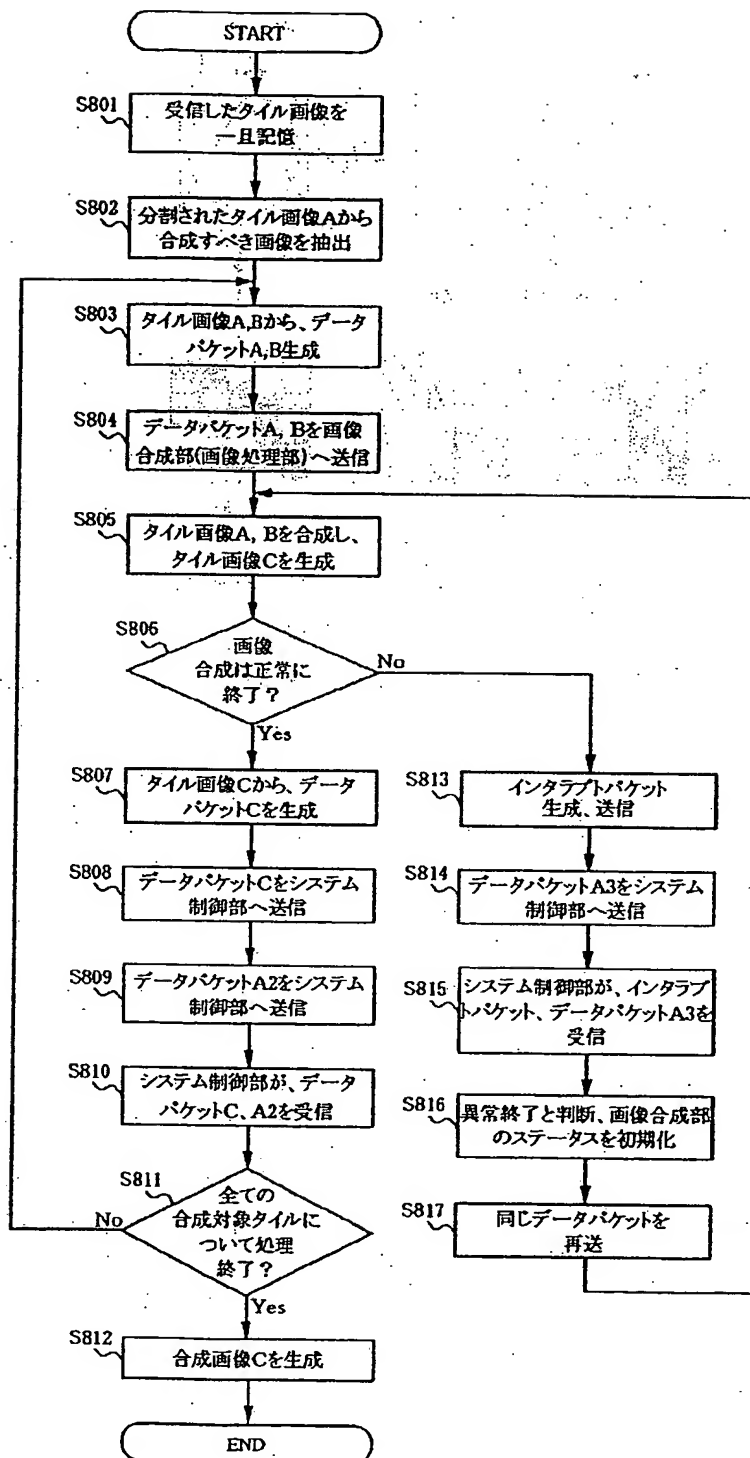 START
S801
受信したタイル画像を
一旦記憶
S802
分割されたタイル画像Aから
合成すべき画像を抽出
S803
タイル画像A,Bから、データ
パケットA,B生成
S804
データパケットA, Bを画像
合成部(画像処理部)へ送信
S805
タイル画像A, Bを合成し、
タイル画像Cを生成
S806
画像
合成は正常に
終了?
No
Yes
S807
タイル画像Cから、データ
パケットCを生成
S808
データパケットCをシステム
制御部へ送信
S809
データパケットA2をシステム
制御部へ送信
S810
システム制御部が、データ
パケットC、A2を受信
S811
全ての
合成対象タイルに
ついて処理
終了?
No
Yes
S812
合成画像Cを生成
END
S813
インタラプトパケット
生成、送信
S814
データパケットA3をシステム
制御部へ送信
S815
システム制御部が、インタラプ
トパケット、データパケットA3を
受信
S816
異常終了と判断、画像合成部
のステータスを初期化
S817
同じデータパケットを
再送